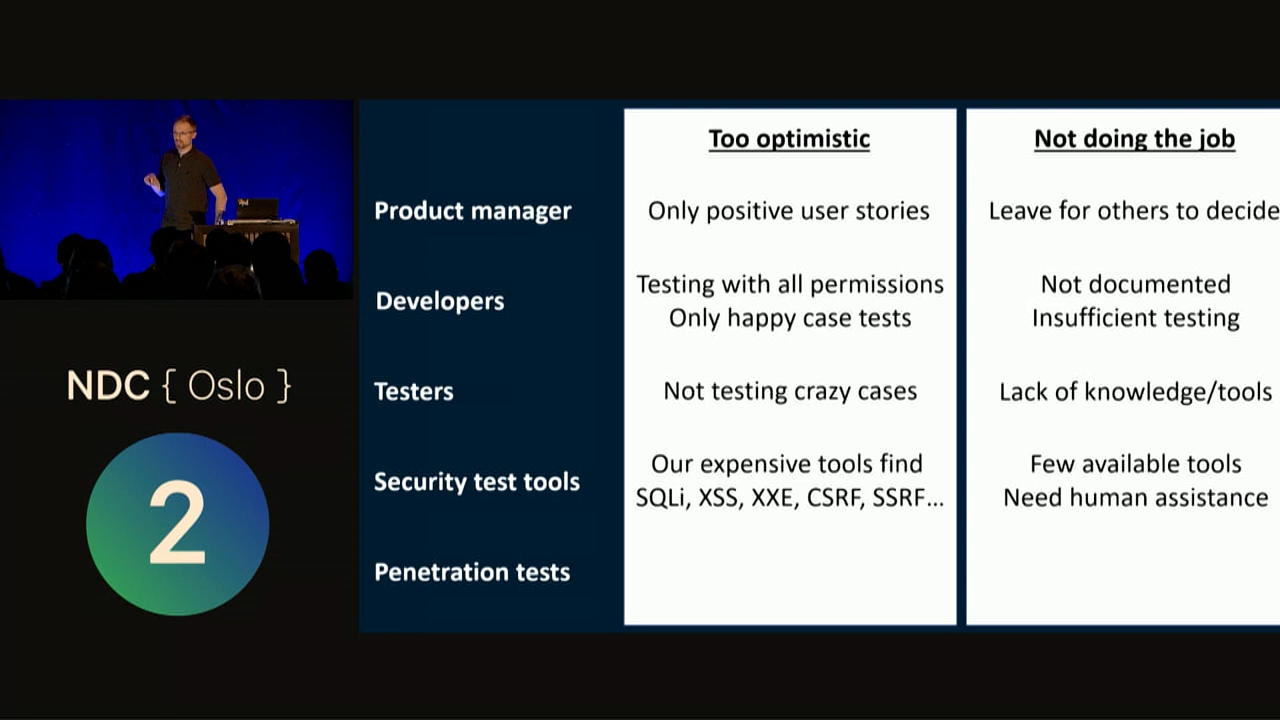 NDC { Oslo }
2
Too optimistic
Not doing the job
Product manager
Only positive user stories
Leave for others to decide
Developers
Testing with all permissions
Only happy case tests
Not documented
Insufficient testing
Testers
Not testing crazy cases
Lack of knowledge/tools
Security test tools
Our expensive tools find
SQLi, XSS, XXE, CSRF, SSRF...
Few available tools
Need human assistance
Penetration tests